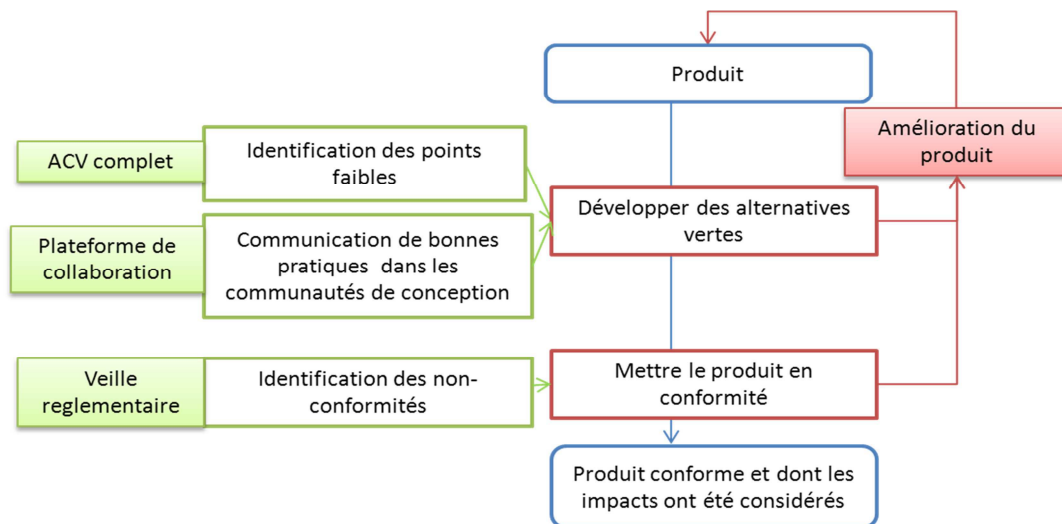 Produit
Amélioration du
produit
ACV complet
Identification des points
faibles
Développer des alternatives
vertes
Plateforme de
collaboration
Communication de bonnes
pratiques dans les
communautés de conception
Veille
reglementaire
Identification des non-
conformités
Mettre le produit en
conformité
Produit conforme et dont les
impacts ont été considérés